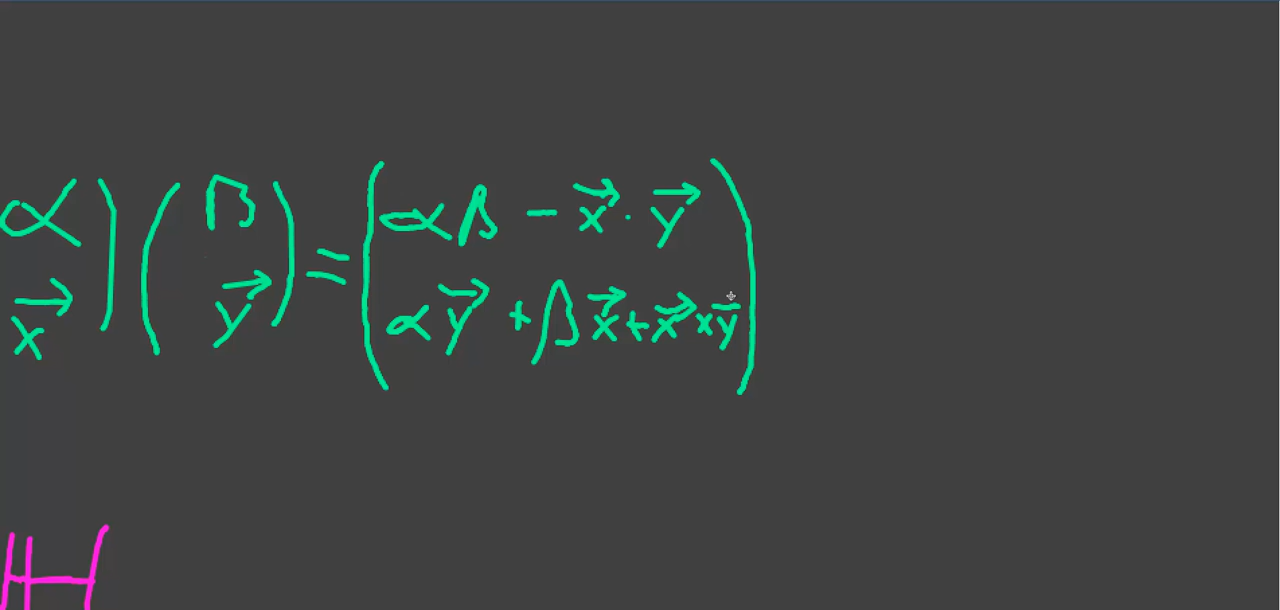 α) (β) = (αβ - x⃗ · y⃗)
x⃗ y⃗ αy⃗ + βx⃗ + x⃗ × y⃗
ℍ